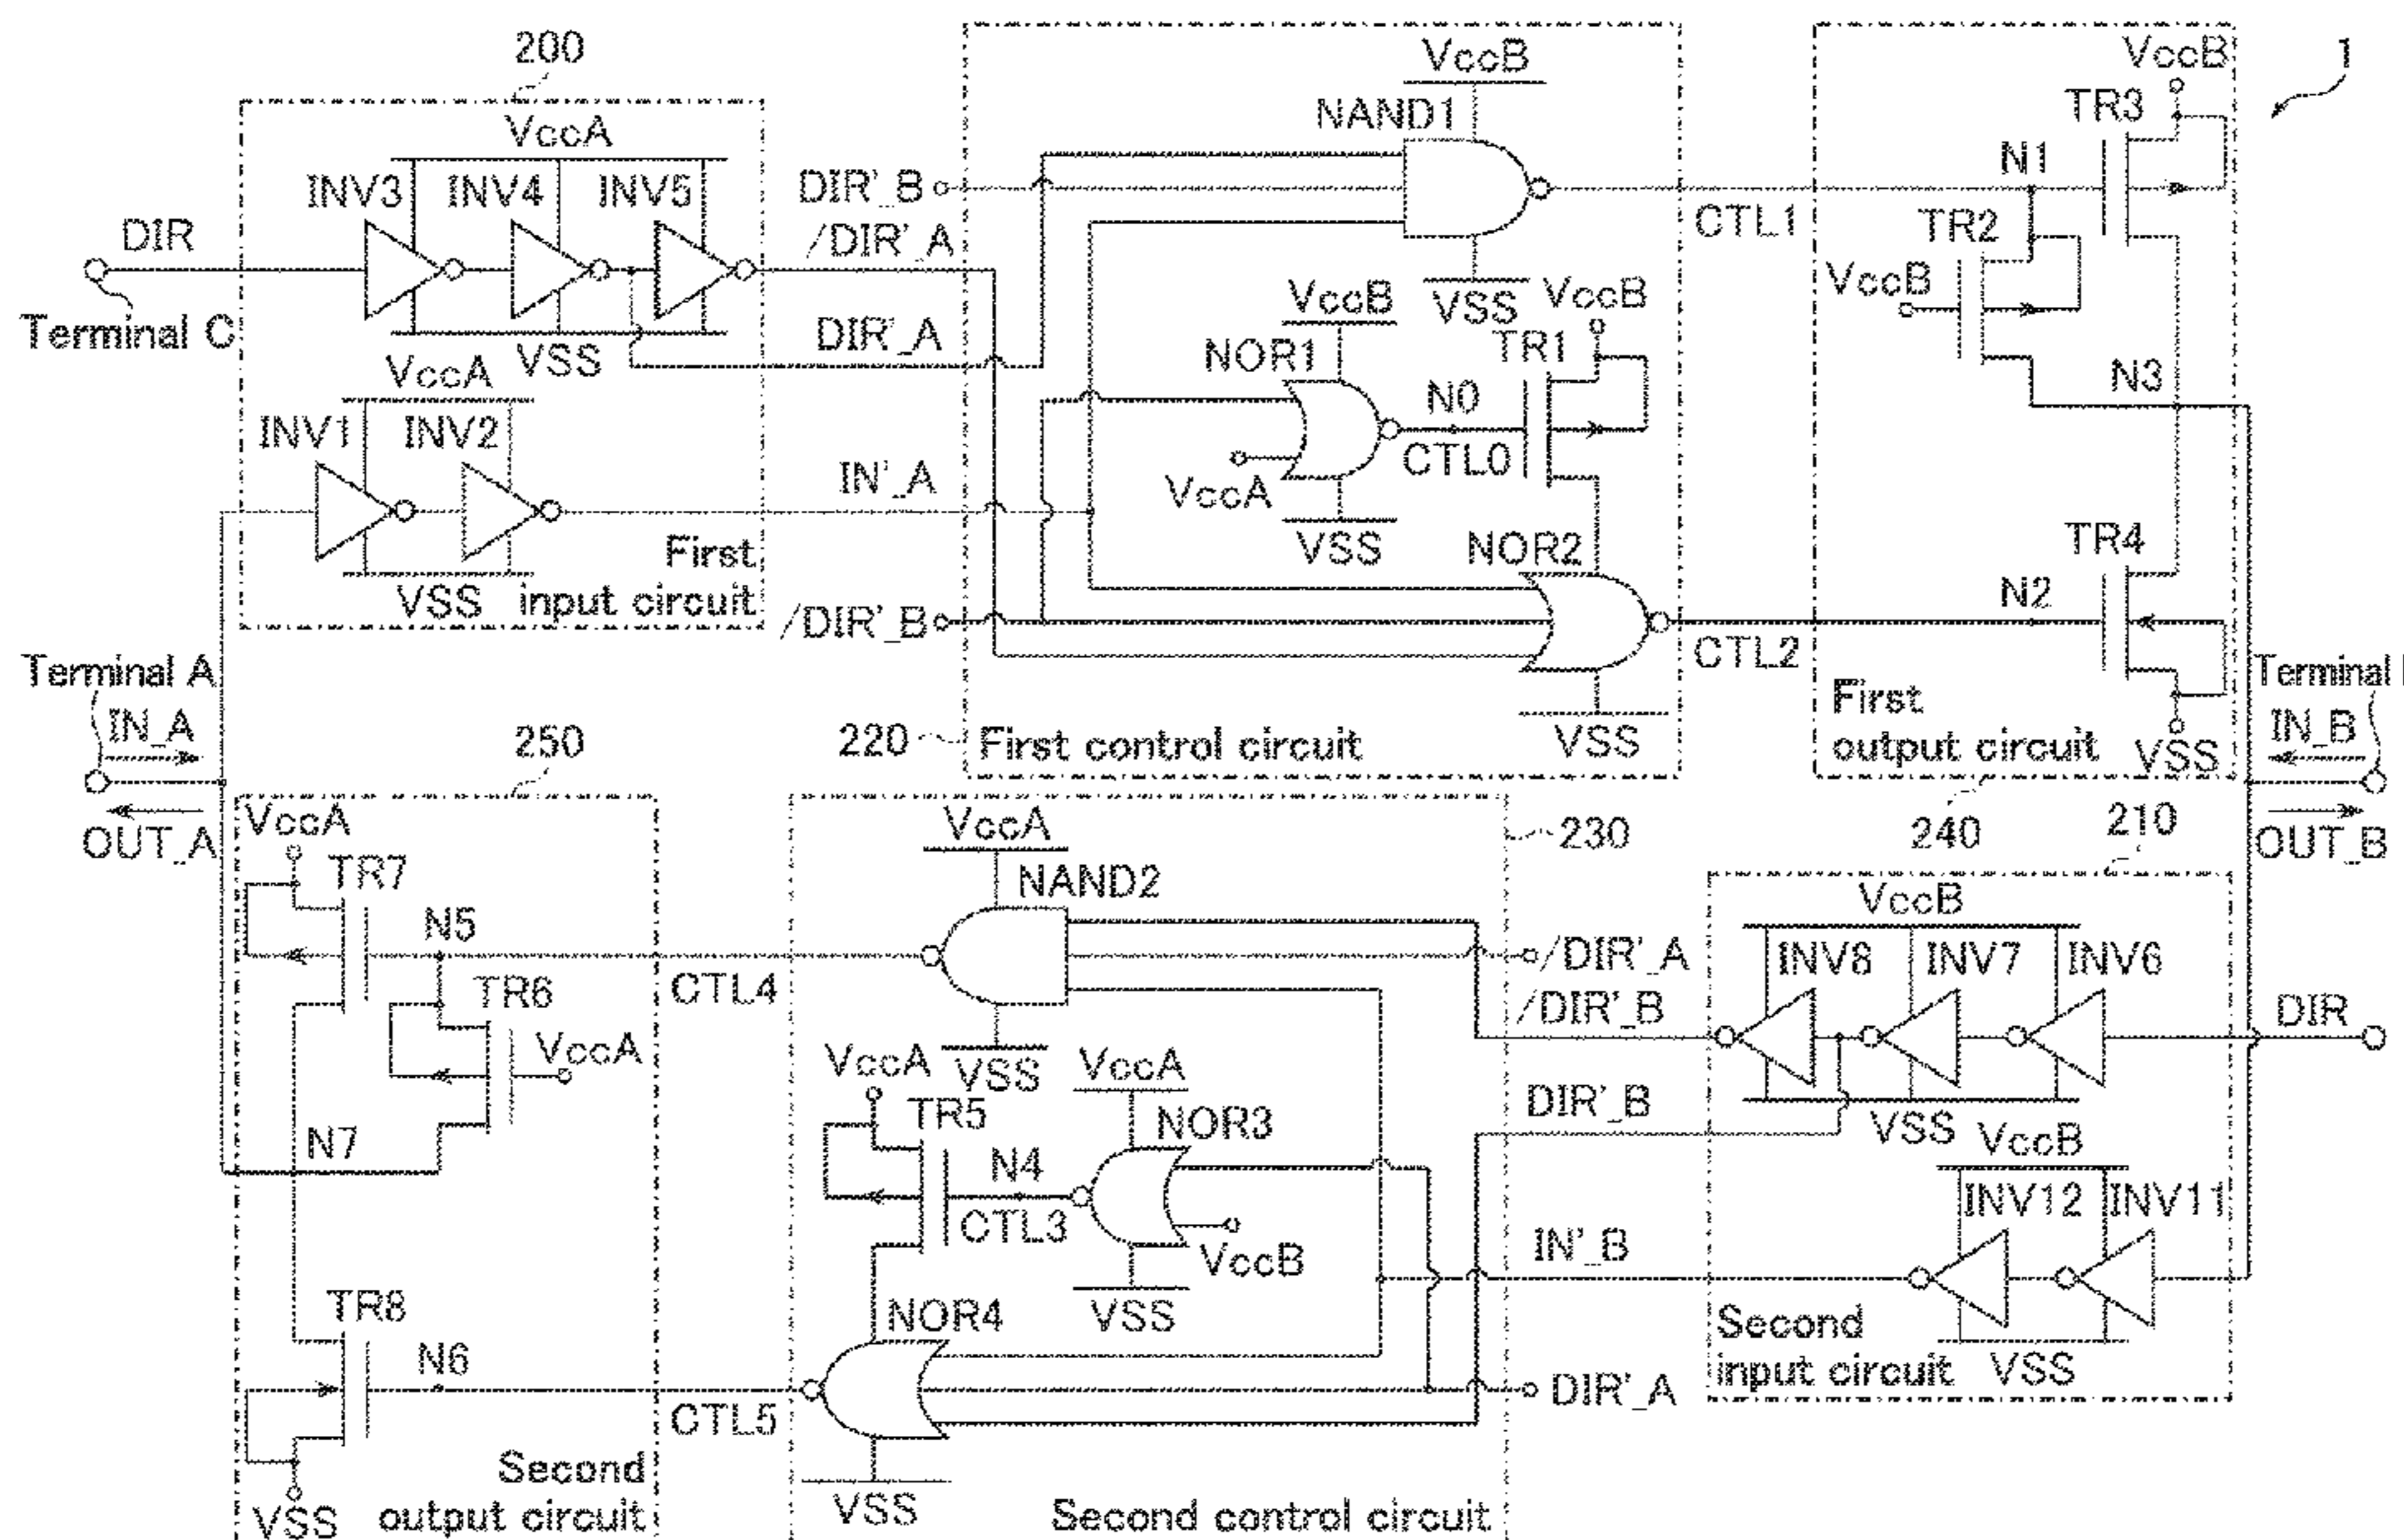 200
VccA
INV3
INV4
INV5
DIR
Terminal C
VSS
VccA
INV1
INV2
VSS
First
input circuit
DIR'_B
/DIR'_A
DIR'_A
IN'_A
/DIR'_B
VccB
NAND1
VSS
VccB
NOR1
VccA
VSS
N0
CTL0
VccB
TR1
NOR2
VSS
220
First control circuit
CTL1
CTL2
VccB
TR3
N1
TR2
VccB
N3
TR4
N2
VSS
First
output circuit
1
Terminal A
IN_A
OUT_A
Terminal
IN_B
OUT_B
240
210
250
VccA
TR7
N5
TR6
VccA
N7
TR8
N6
VSS
Second
output circuit
CTL4
CTL5
VccA
NAND2
VSS
230
VccA
TR5
N4
CTL3
VccA
NOR3
VccB
VSS
NOR4
VSS
Second control circuit
/DIR'_A
/DIR'_B
DIR'_B
IN'_B
DIR'_A
VccB
INV8
INV7
INV6
VSS
DIR
VccB
INV12
INV11
VSS
Second
input circuit